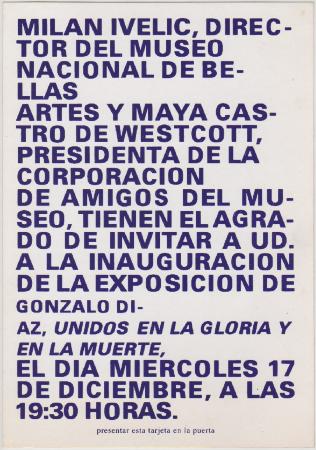 MILAN IVELIC, DIREC-
TOR DEL MUSEO
NACIONAL DE BE-
LLAS
ARTES Y MAYA CAS-
TRO DE WESTCOTT,
PRESIDENTA DE LA
CORPORACION
DE AMIGOS DEL MU-
SEO, TIENEN EL AGRA-
DO DE INVITAR A UD.
A LA INAUGURACION
DE LA EXPOSICION DE
GONZALO DI-
AZ, UNIDOS EN LA GLORIA Y
EN LA MUERTE,
EL DIA MIERCOLES 17
DE DICIEMBRE, A LAS
19:30 HORAS.
presentar esta tarjeta en la puerta